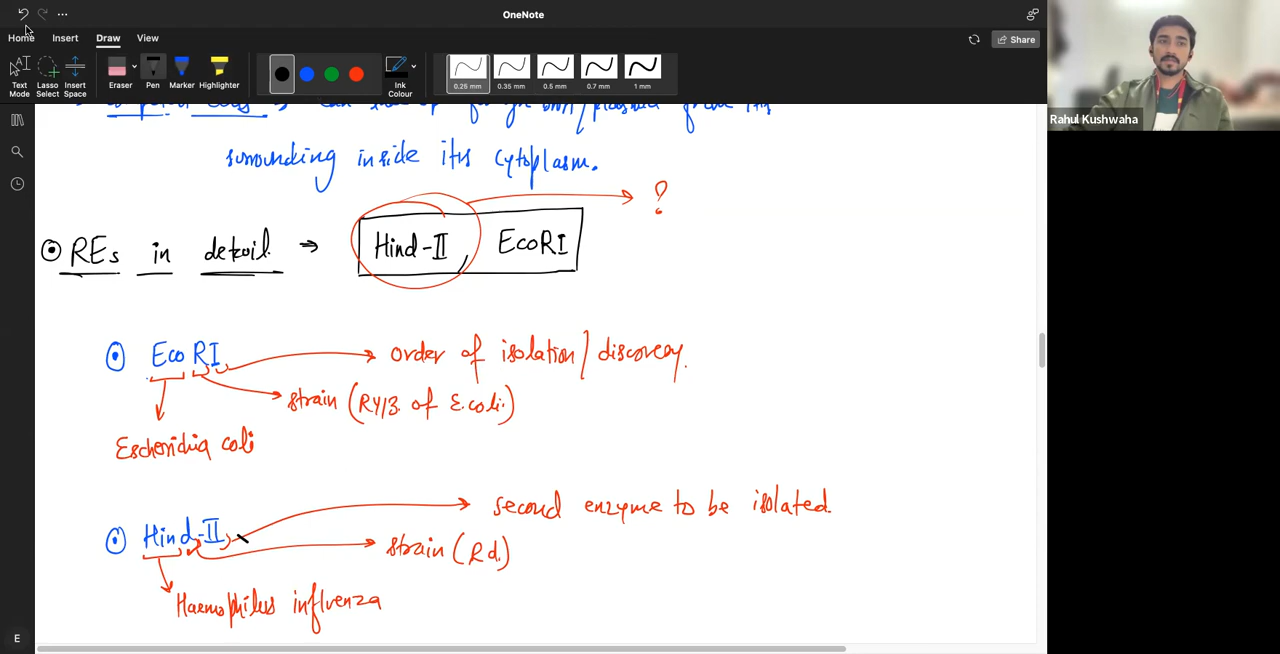 OneNote
Home Insert Draw View
Share
Text Mode
Lasso Select
Insert Space
Eraser
Pen
Marker
Highlighter
Ink Colour
0.25 mm
0.35 mm
0.5 mm
0.7 mm
1 mm
Rahul Kushwaha
surrounding inside its cytoplasm.
?
REs in detail → Hind-II, EcoRI
EcoRI → order of isolation/discovery.
strain (RY13 of E.coli.)
Escheridia coli
Hind-II → second enzyme to be isolated.
strain (Rd.)
Haemophilus influenza
E